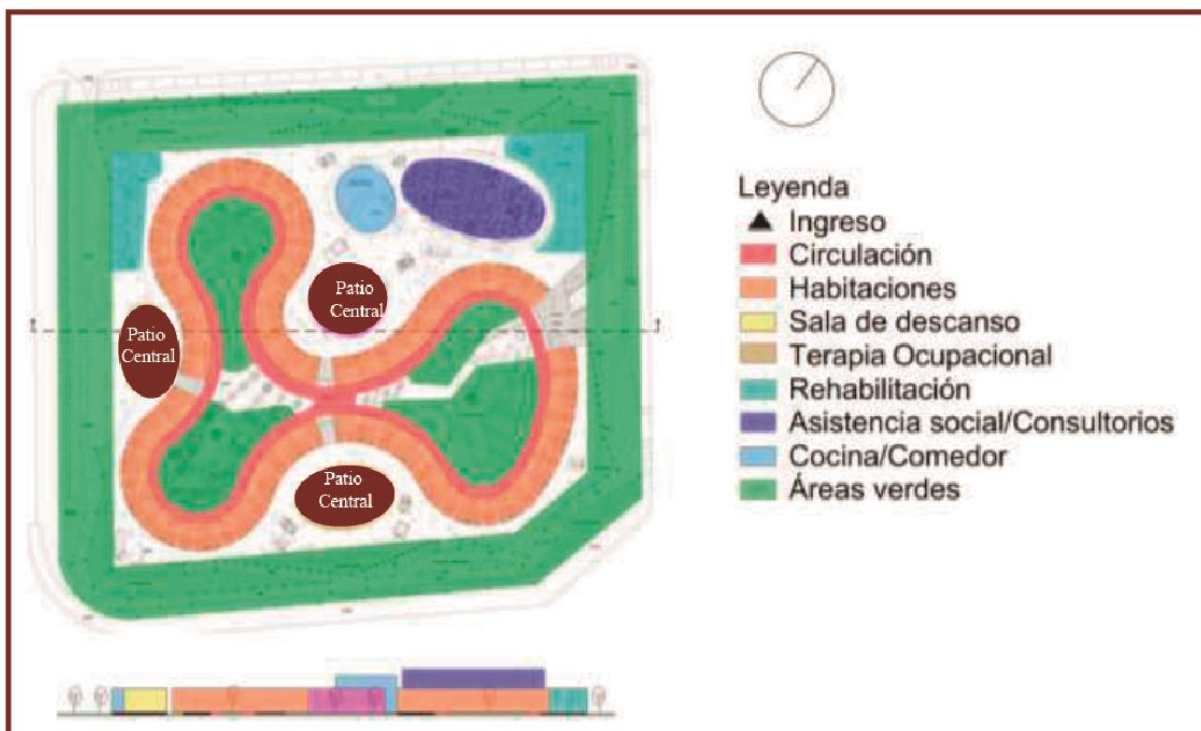 Patio
Central
Patio
Central
Patio
Central
Leyenda
Ingreso
Circulación
Habitaciones
Sala de descanso
Terapia Ocupacional
Rehabilitación
Asistencia social/Consultorios
Cocina/Comedor
Áreas verdes